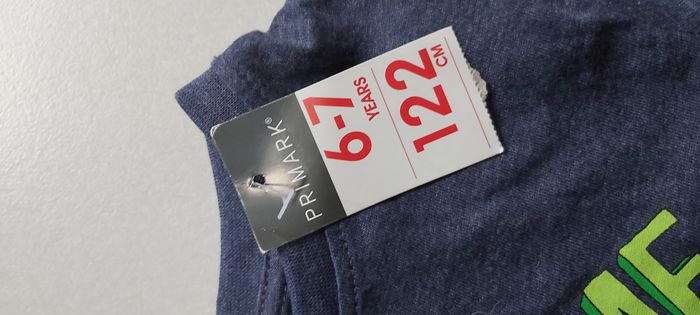 PRIMARK®
6-7
YEARS
122
CM